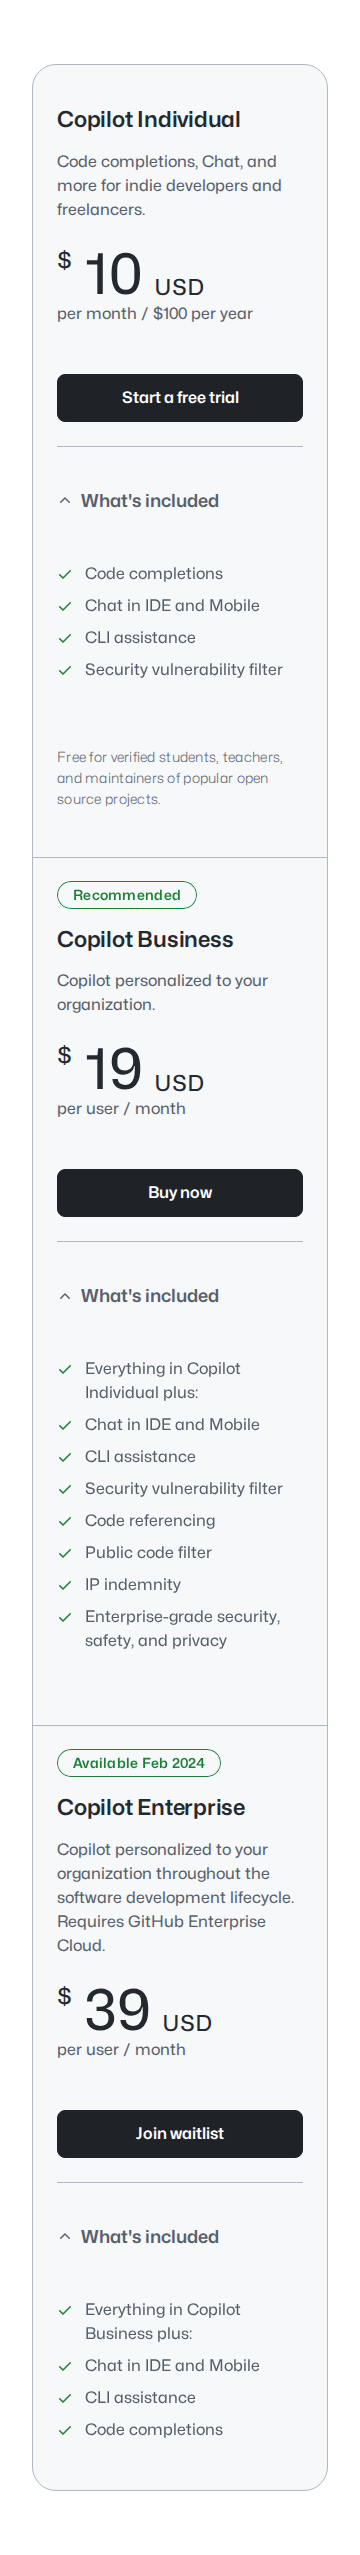 Copilot Individual
Code completions, Chat, and
more for indie developers and
freelancers.
$ 10 USD
per month / $100 per year
Start a free trial
What's included
Code completions
Chat in IDE and Mobile
CLI assistance
Security vulnerability filter
Free for verified students, teachers,
and maintainers of popular open
source projects.
Recommended
Copilot Business
Copilot personalized to your
organization.
$ 19 USD
per user / month
Buy now
What's included
Everything in Copilot
Individual plus:
Chat in IDE and Mobile
CLI assistance
Security vulnerability filter
Code referencing
Public code filter
IP indemnity
Enterprise-grade security,
safety, and privacy
Available Feb 2024
Copilot Enterprise
Copilot personalized to your
organization throughout the
software development lifecycle.
Requires GitHub Enterprise
Cloud.
$ 39 USD
per user / month
Join waitlist
What's included
Everything in Copilot
Business plus:
Chat in IDE and Mobile
CLI assistance
Code completions